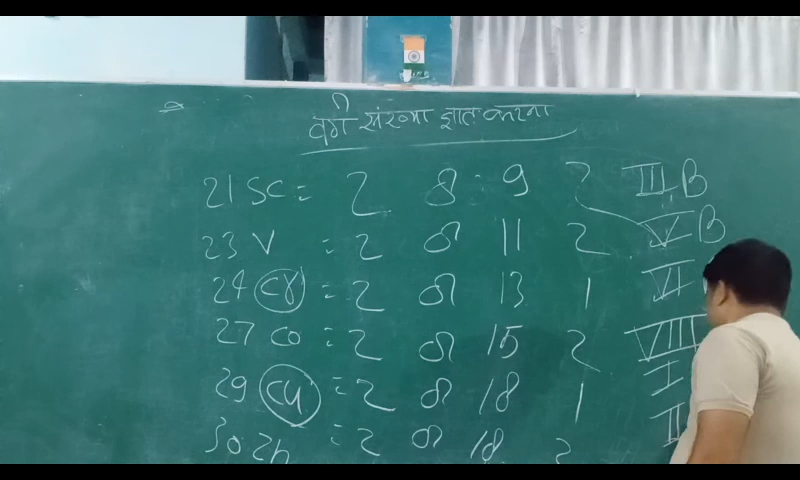 वर्ग संख्या ज्ञात करना
21 SC = 2 8 9 2 III B
23 V = 2 8 11 2 V B
24 Cr = 2 8 13 1 VI
27 Co = 2 8 15 2 VIII
29 Cu = 2 8 18 1 I
30 Zn = 2 8 18 2 II